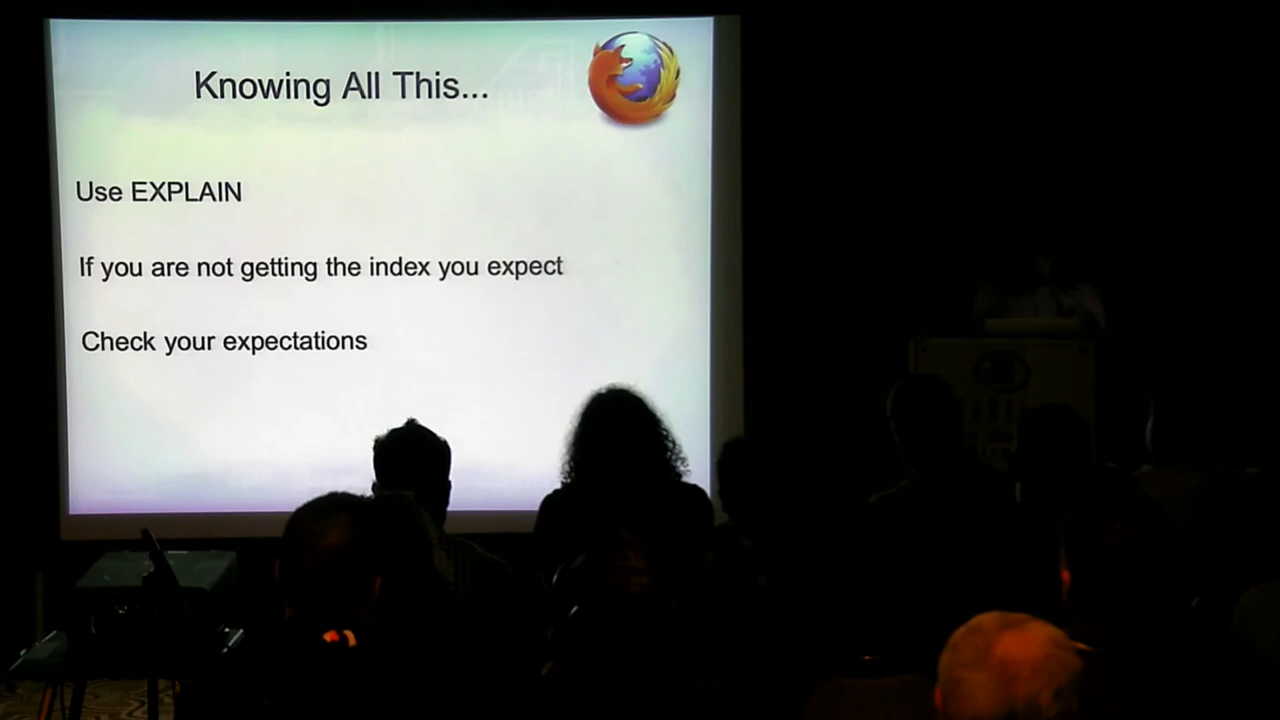 Knowing All This...
Use EXPLAIN
If you are not getting the index you expect
Check your expectations